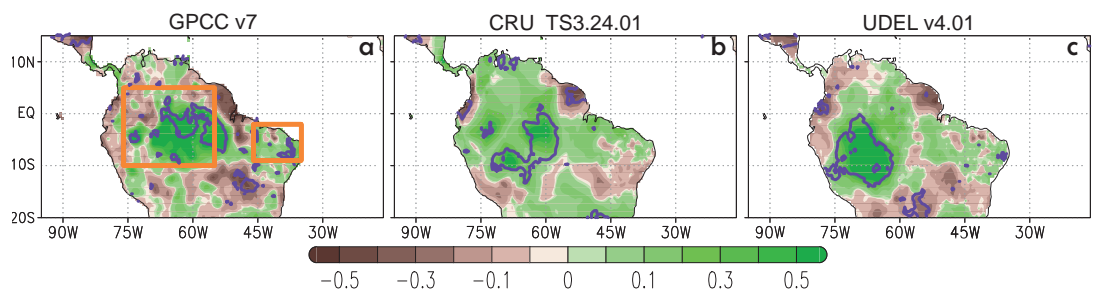 GPCC v7
CRU TS3.24.01
UDEL v4.01
a
b
c
10N
EQ
10S
20S
90W 75W 60W 45W 30W
90W 75W 60W 45W 30W
90W 75W 60W 45W 30W
−0.5 −0.3 −0.1 0 0.1 0.3 0.5